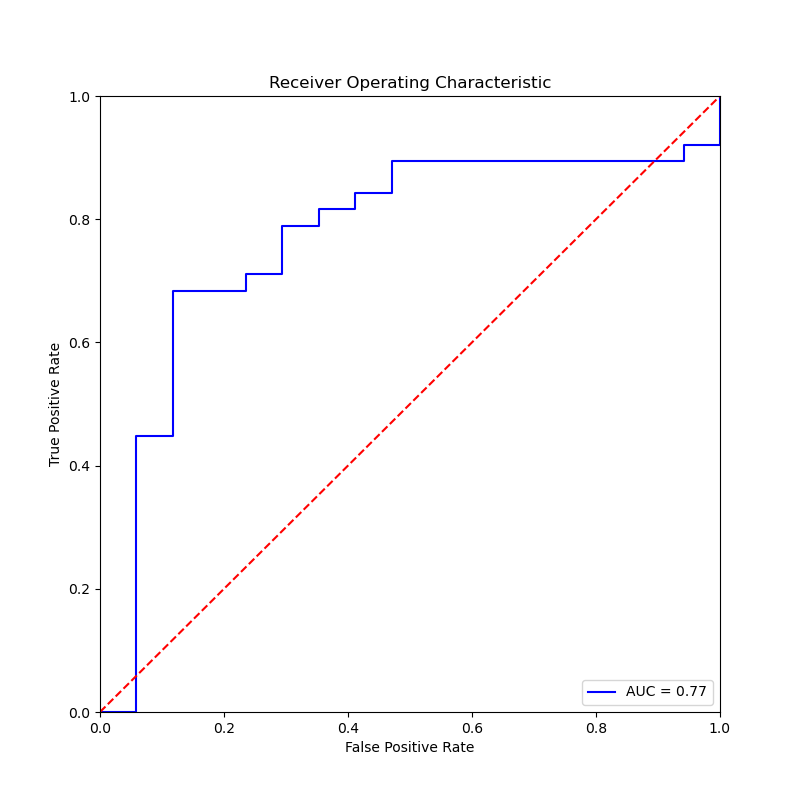 Receiver Operating Characteristic
1.0
0.8
0.6
0.4
0.2
0.0
True Positive Rate
AUC = 0.77
0.0 0.2 0.4 0.6 0.8 1.0
False Positive Rate